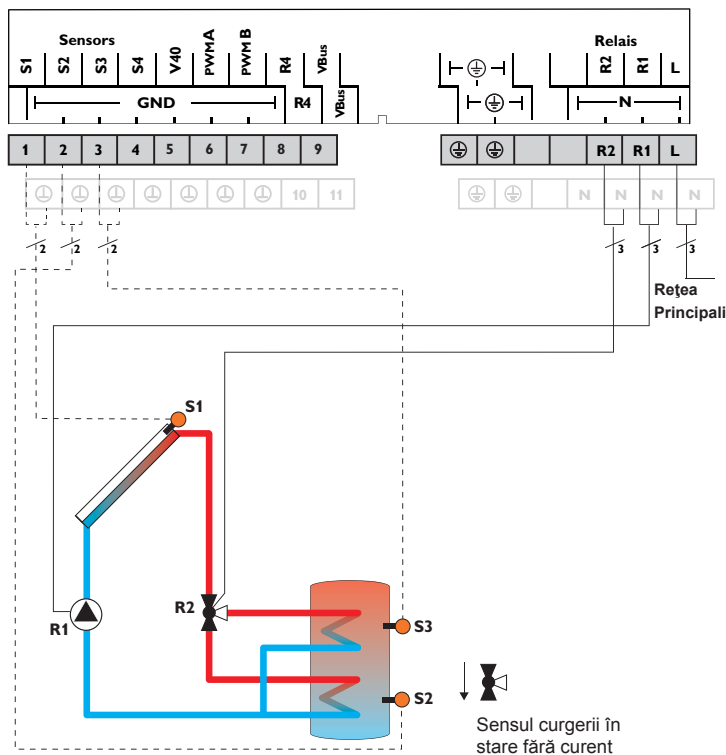 Sensors
Relais
S1 S2 S3 S4 V40 PWMA PWM B R4 VBus
R2 R1 L
GND R4 VBus
N
1 2 3 4 5 6 7 8 9
R2 R1 L
10 11
N N N N
2 2 2
3 3 3
Reţea
Principali
S1
R2
R1
S3
S2
Sensul curgerii în
stare fără curent